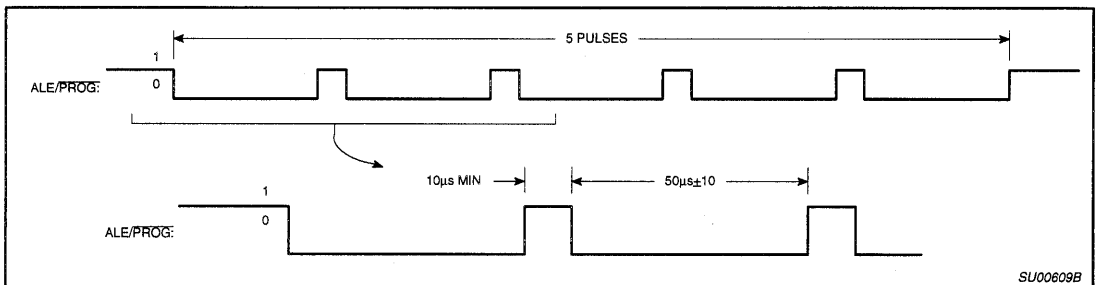 5 PULSES
1
0
ALE/PROG:
10µs MIN
50µs±10
1
0
ALE/PROG:
SU00609B